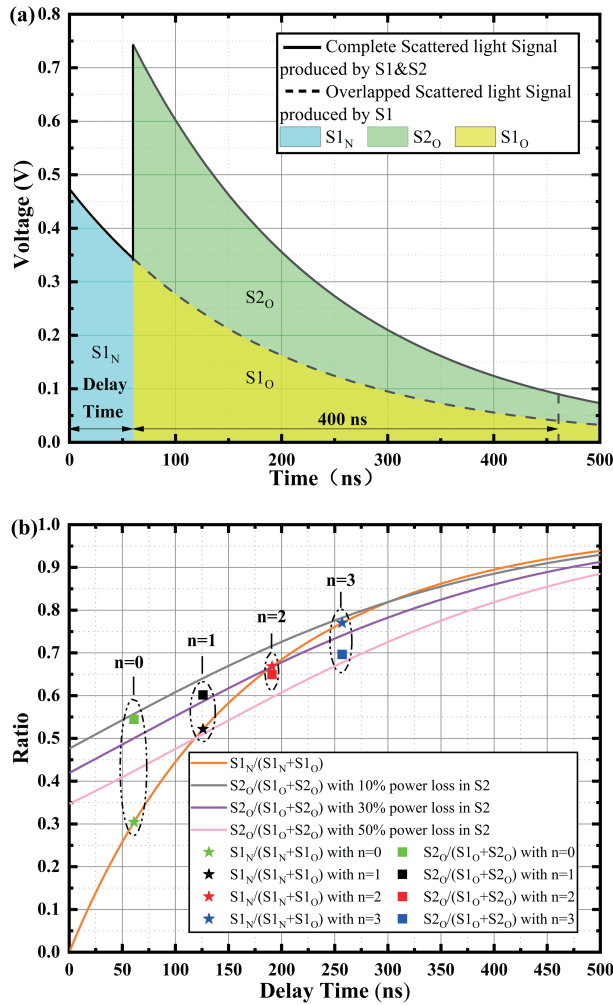 (a)
0.8
0.7
0.6
0.5
0.4
0.3
0.2
0.1
0.0
Voltage (V)
Complete Scattered light Signal
produced by S1&S2
Overlapped Scattered light Signal
produced by S1
S1N S2O S1O
S2O
S1N
S1O
Delay
Time
400 ns
0 100 200 300 400 500
Time（ns）
(b)
1.0
0.9
0.8
0.7
0.6
0.5
0.4
0.3
0.2
0.1
0.0
Ratio
n=3
n=2
n=1
n=0
S1N/(S1N+S1O)
S2O/(S1O+S2O) with 10% power loss in S2
S2O/(S1O+S2O) with 30% power loss in S2
S2O/(S1O+S2O) with 50% power loss in S2
S1N/(S1N+S1O) with n=0 S2O/(S1O+S2O) with n=0
S1N/(S1N+S1O) with n=1 S2O/(S1O+S2O) with n=1
S1N/(S1N+S1O) with n=2 S2O/(S1O+S2O) with n=2
S1N/(S1N+S1O) with n=3 S2O/(S1O+S2O) with n=3
0 50 100 150 200 250 300 350 400 450 500
Delay Time (ns)